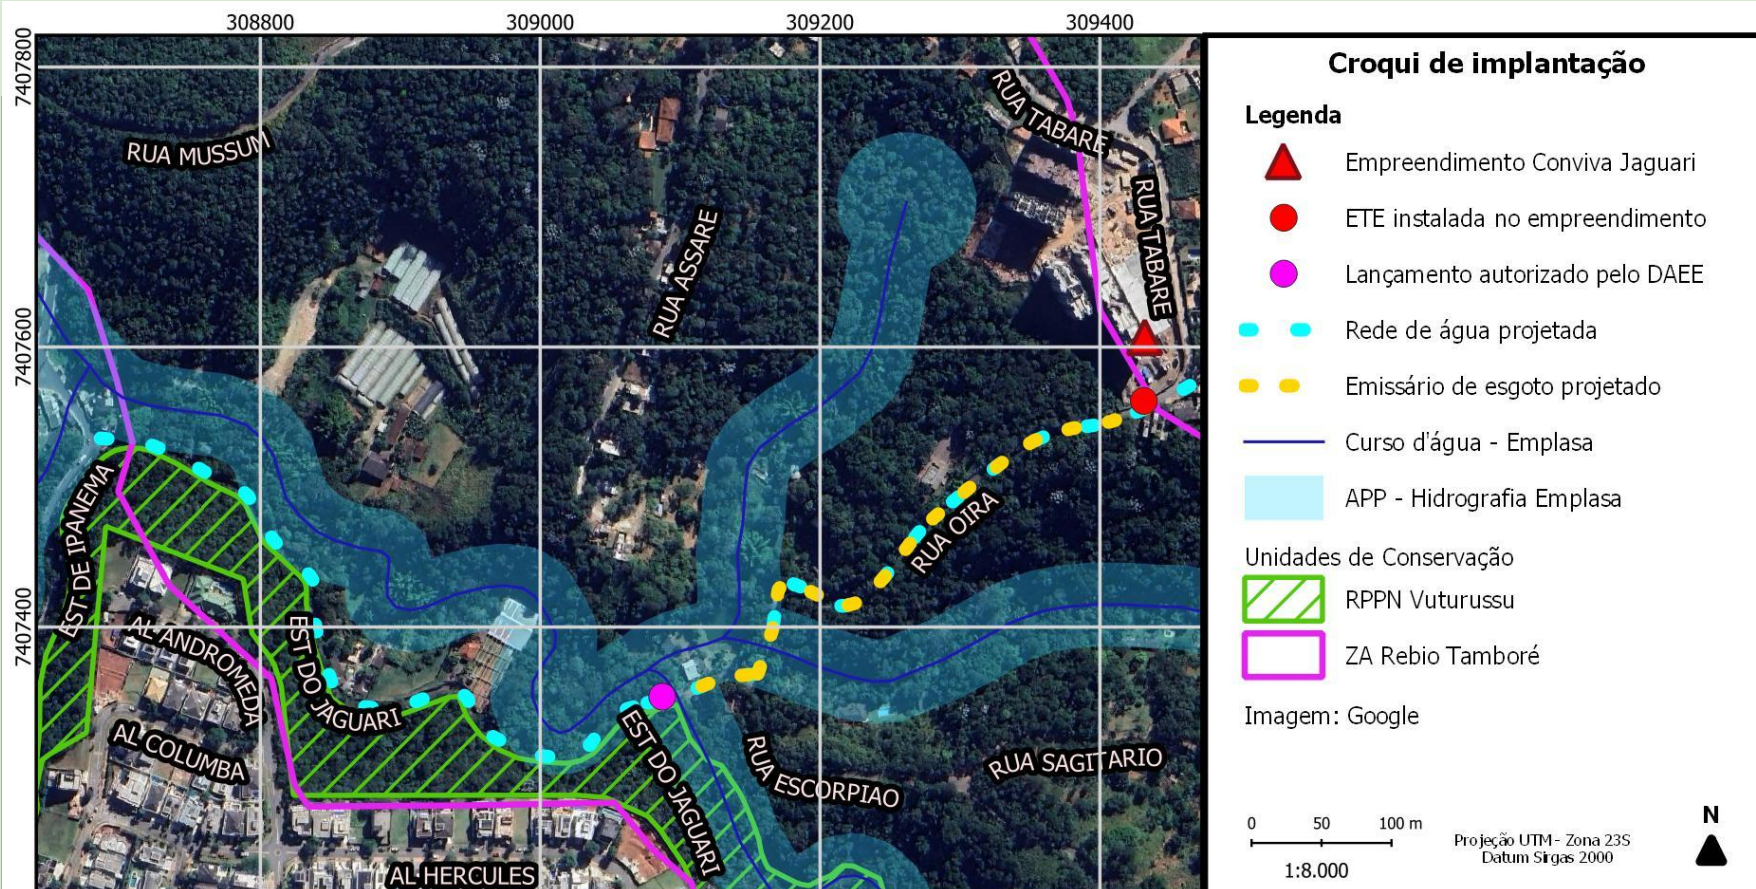 308800
309000
309200
309400
7407800
7407600
7407400
RUA MUSSUM
RUA ASSARE
RUA TABARE
RUA TABARE
RUA OIRA
EST DE IPANEMA
AL ANDROMEDA
EST DO JAGUARI
AL COLUMBA
EST DO JAGUARI
RUA ESCORPIAO
RUA SAGITARIO
AL HERCULES
Croqui de implantação
Legenda
Empreendimento Conviva Jaguari
ETE instalada no empreendimento
Lançamento autorizado pelo DAEE
Rede de água projetada
Emissário de esgoto projetado
Curso d'água - Emplasa
APP - Hidrografia Emplasa
Unidades de Conservação
RPPN Vuturussu
ZA Rebio Tamboré
Imagem: Google
0 50 100 m
1:8.000
Projeção UTM - Zona 23S
Datum Sirgas 2000
N